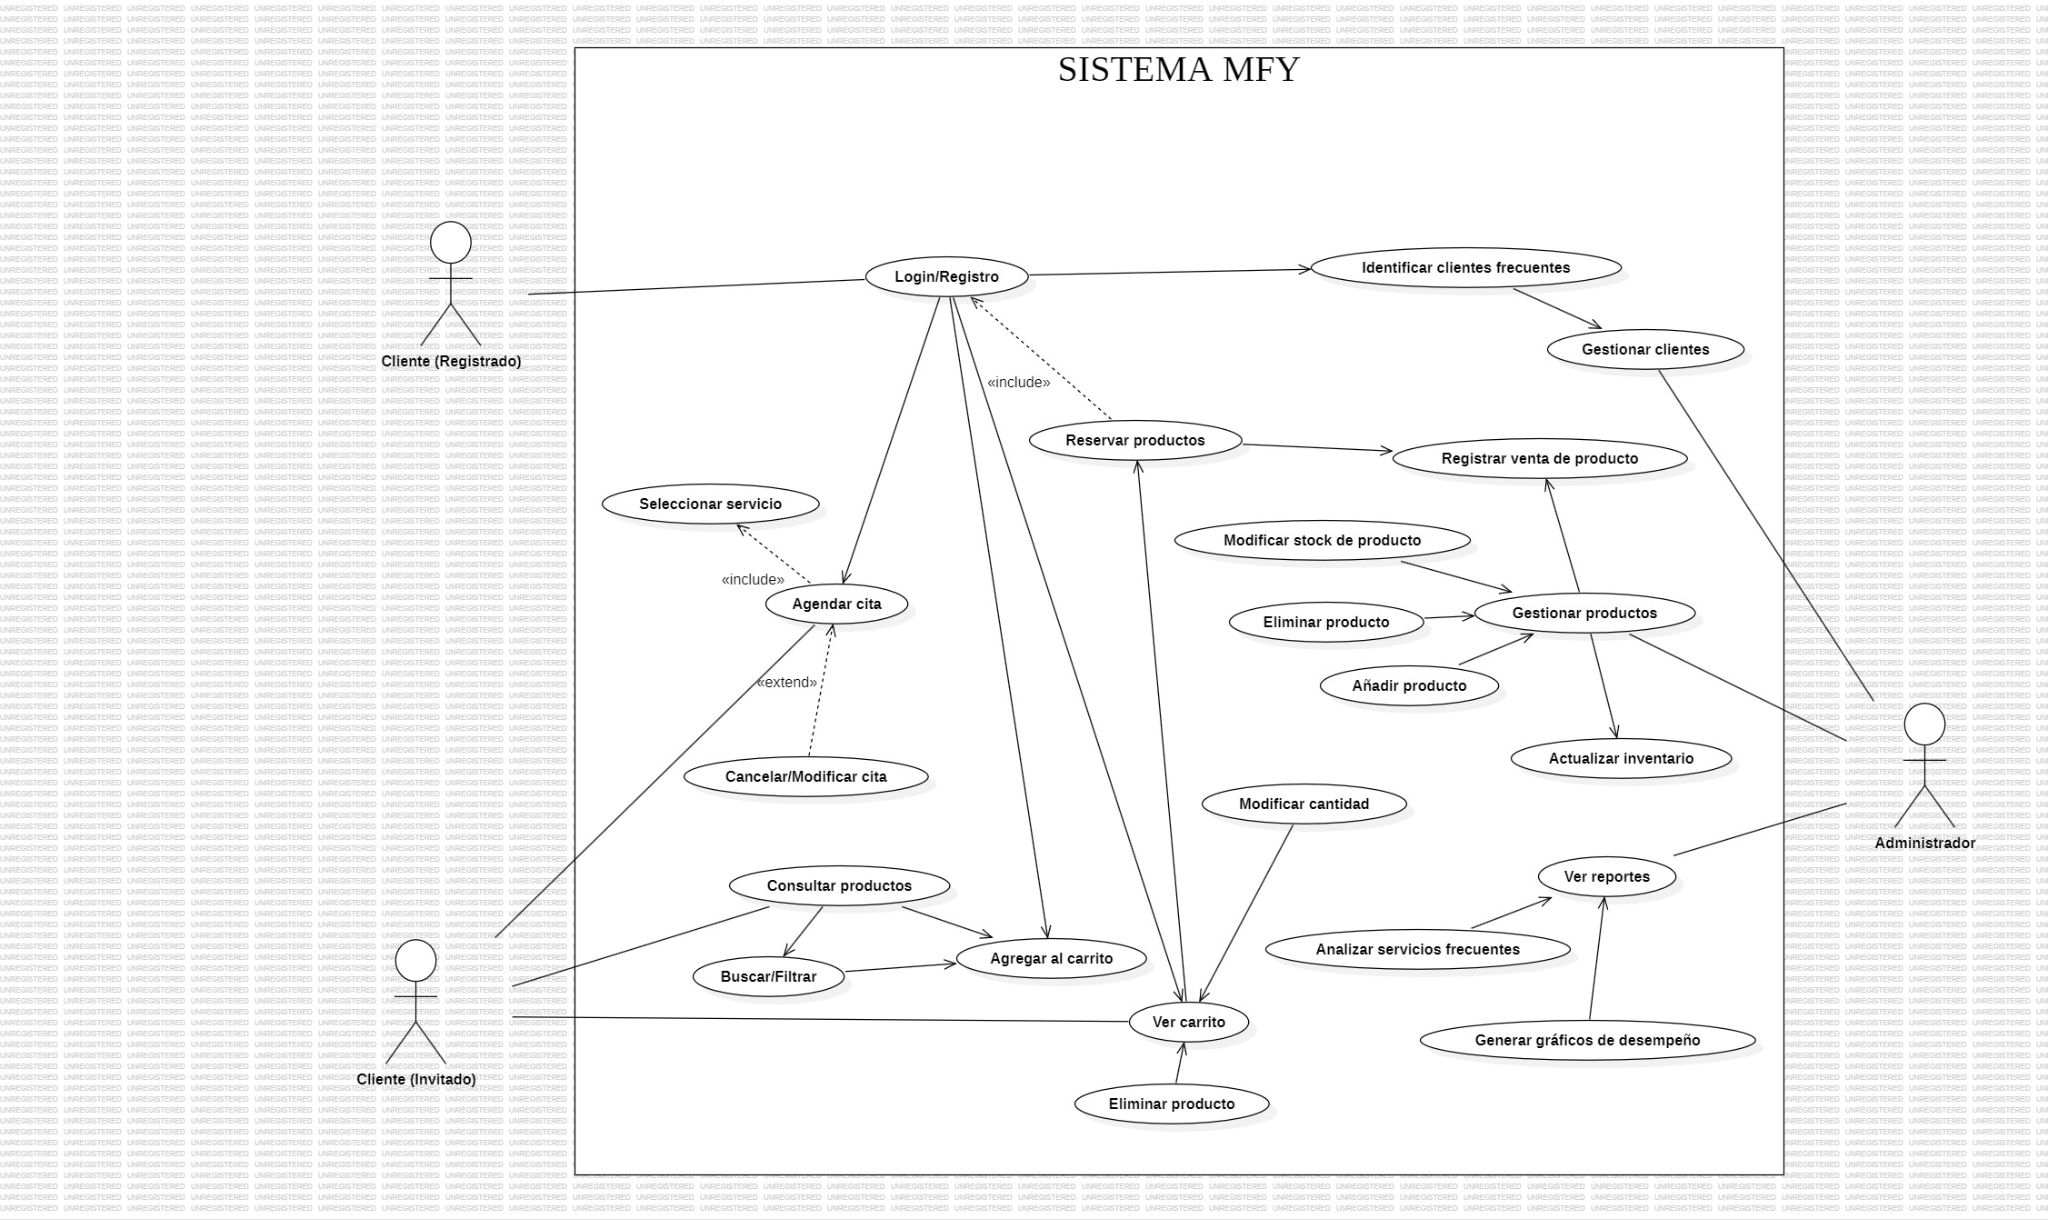 SISTEMA MFY
Login/Registro
Identificar clientes frecuentes
Gestionar clientes
Cliente (Registrado)
«include»
Reservar productos
Registrar venta de producto
Seleccionar servicio
Modificar stock de producto
«include»
Agendar cita
Gestionar productos
Eliminar producto
«extend»
Añadir producto
Actualizar inventario
Cancelar/Modificar cita
Modificar cantidad
Administrador
Ver reportes
Consultar productos
Analizar servicios frecuentes
Agregar al carrito
Buscar/Filtrar
Ver carrito
Generar gráficos de desempeño
Cliente (Invitado)
Eliminar producto
UNREGISTERED